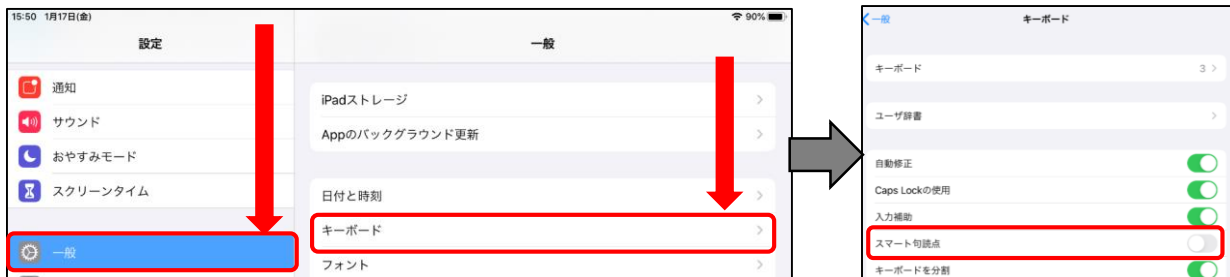 15:50 1月17日(金)
90%
設定
通知
サウンド
おやすみモード
スクリーンタイム
一般
一般
iPadストレージ
Appのバックグラウンド更新
日付と時刻
キーボード
フォント
一般
キーボード
キーボード 3
ユーザ辞書
自動修正
Caps Lockの使用
入力補助
スマート句読点
キーボードを分割